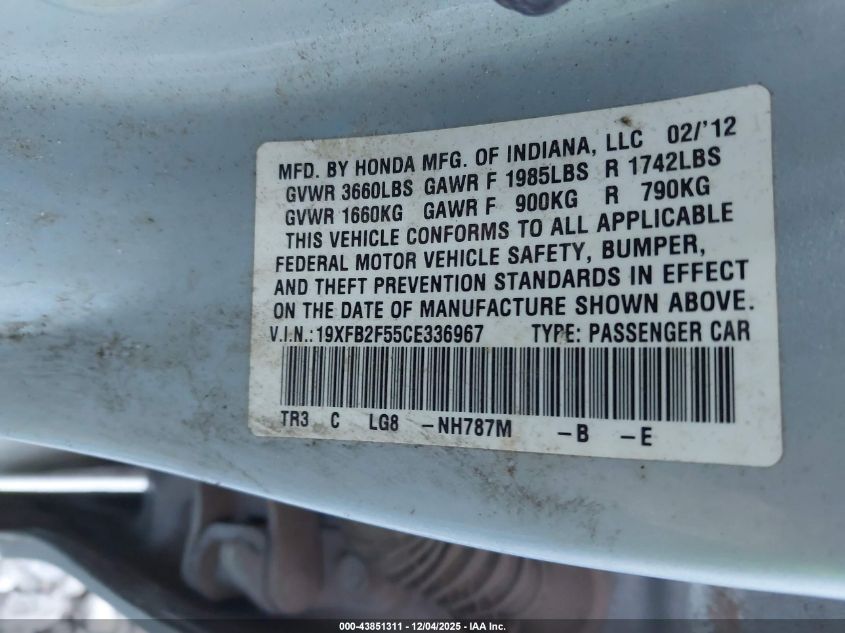 MFD. BY HONDA MFG. OF INDIANA, LLC 02/'12
GVWR 3660LBS GAWR F 1985LBS R 1742LBS
GVWR 1660KG GAWR F 900KG R 790KG
THIS VEHICLE CONFORMS TO ALL APPLICABLE
FEDERAL MOTOR VEHICLE SAFETY, BUMPER,
AND THEFT PREVENTION STANDARDS IN EFFECT
ON THE DATE OF MANUFACTURE SHOWN ABOVE.
V.I.N.:19XFB2F55CE336967 TYPE: PASSENGER CAR
TR3 C LG8 -NH787M -B -E
000-43851311 - 12/04/2025 - IAA Inc.